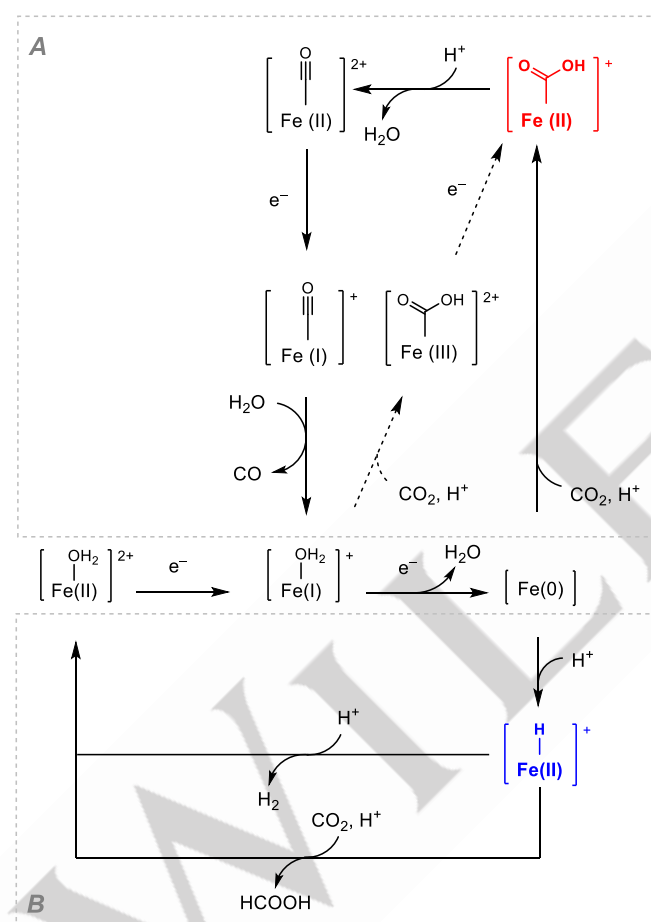 A
O
2+
Fe (II)
H+
H2O
O OH +
Fe (II)
e–
e–
O
+
Fe (I)
O OH 2+
Fe (III)
H2O
CO
CO2, H+
CO2, H+
OH2 2+
Fe(II)
e–
OH2 +
Fe(I)
e–
H2O
Fe(0)
H+
H +
Fe(II)
H+
H2
CO2, H+
HCOOH
B